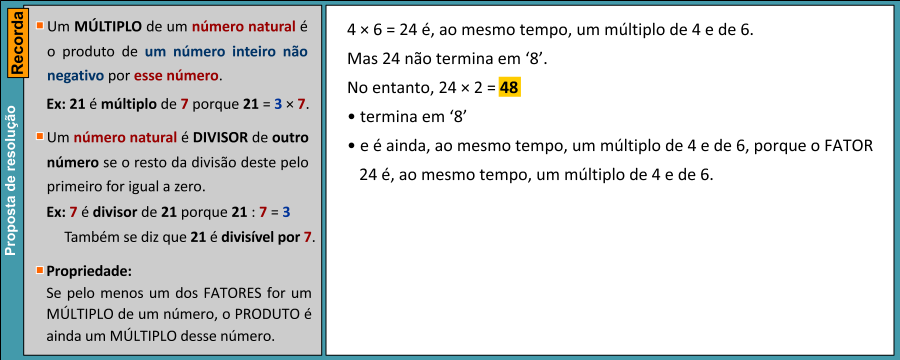 Proposta de resolução
Recorda
Um MÚLTIPLO de um número natural é
o produto de um número inteiro não
negativo por esse número.
Ex: 21 é múltiplo de 7 porque 21 = 3 × 7.
Um número natural é DIVISOR de outro
número se o resto da divisão deste pelo
primeiro for igual a zero.
Ex: 7 é divisor de 21 porque 21 : 7 = 3
Também se diz que 21 é divisível por 7.
Propriedade:
Se pelo menos um dos FATORES for um
MÚLTIPLO de um número, o PRODUTO é
ainda um MÚLTIPLO desse número.
4 × 6 = 24 é, ao mesmo tempo, um múltiplo de 4 e de 6.
Mas 24 não termina em ‘8’.
No entanto, 24 × 2 = 48
• termina em ‘8’
• e é ainda, ao mesmo tempo, um múltiplo de 4 e de 6, porque o FATOR
24 é, ao mesmo tempo, um múltiplo de 4 e de 6.